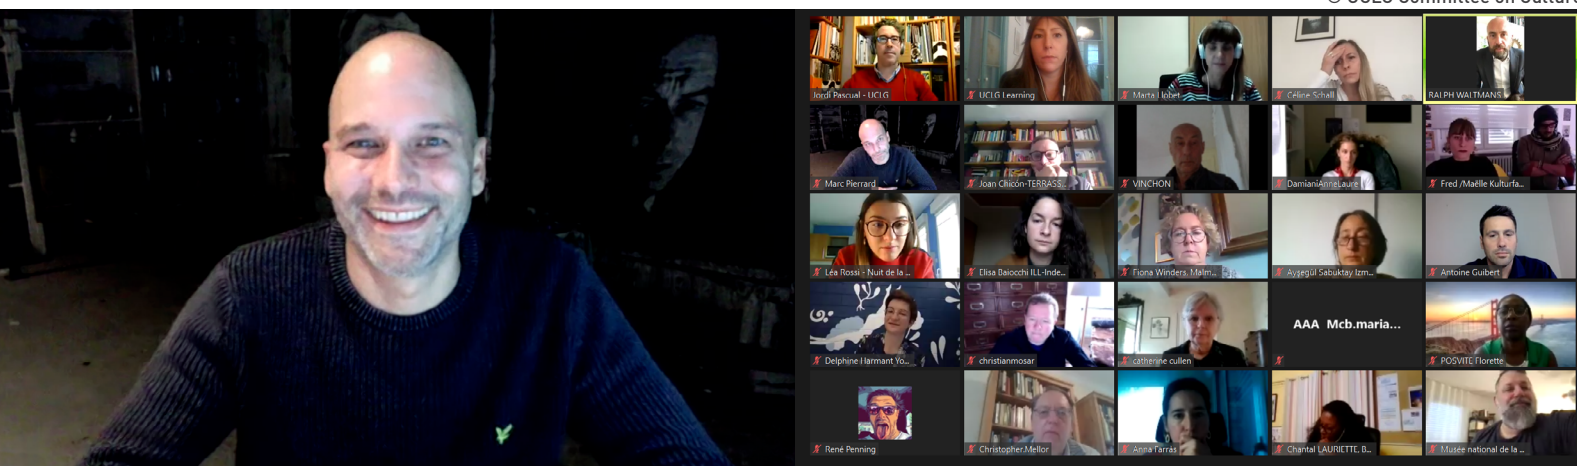 Jordi Pascual - UCLG
UCLG Learning
Marta Llobet
Céline Schall
RALPH WALTMANS
Marc Pierrard
Joan Chicón-TERRASS...
VINCHON
DamianiAnneLaure
Fred /Maëlle Kulturfa...
Léa Rossi - Nuit de la ...
Elisa Baiocchi ILL-Inde...
Fiona Winders. Malm...
Ayşegül Sabuktay Izm...
Antoine Guibert
Delphine Harmant Yo...
christianmosar
catherine cullen
AAA Mcb.maria...
POSVITE Florette
René Penning
Christopher.Mellor
Anna Farràs
Chantal LAURIETTE, B...
Musée national de la ...